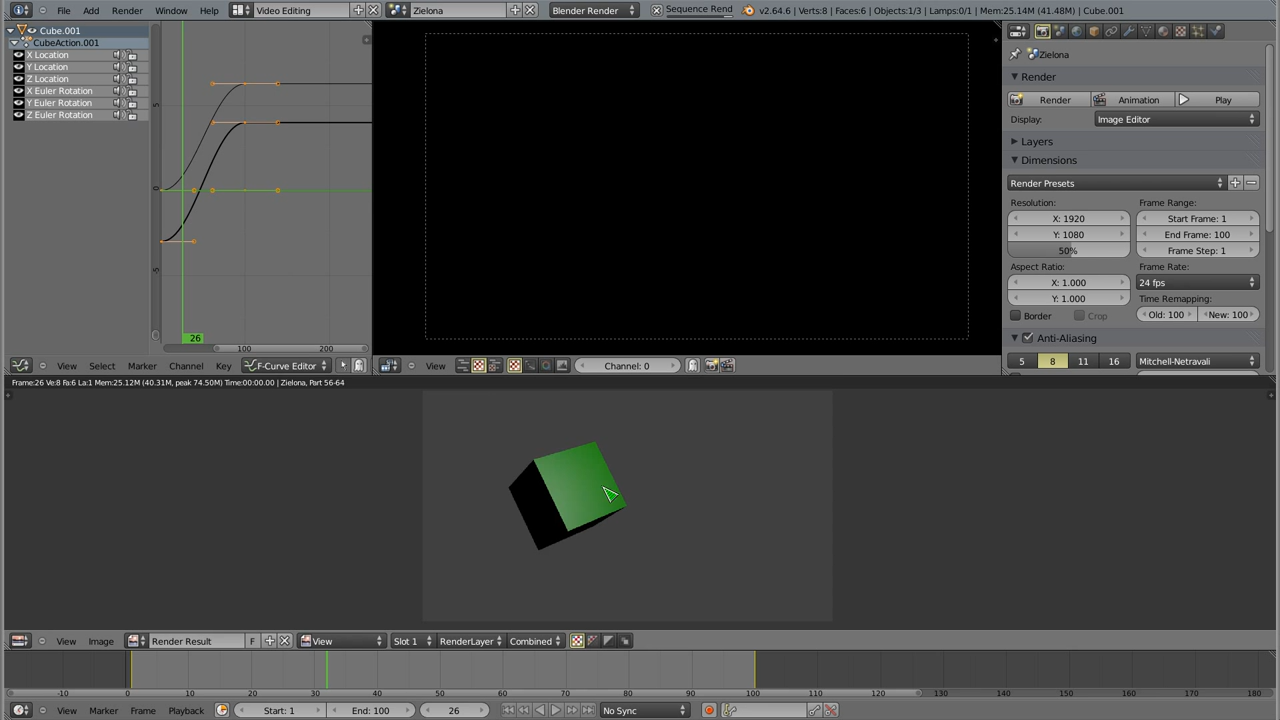 File Add Render Window Help Video Editing Zielona Blender Render Sequence Rend v2.64.6 | Verts:8 | Faces:6 | Objects:1/3 | Lamps:0/1 | Mem:25.14M (41.48M) | Cube.001
Cube.001
CubeAction.001
X Location
Y Location
Z Location
X Euler Rotation
Y Euler Rotation
Z Euler Rotation
5
0
-5
26
100 200
View Select Marker Channel Key F-Curve Editor
View Channel: 0
Zielona
Render
Render Animation Play
Display: Image Editor
Layers
Dimensions
Render Presets
Resolution: Frame Range:
X: 1920 Start Frame: 1
Y: 1080 End Frame: 100
50% Frame Step: 1
Aspect Ratio: Frame Rate:
X: 1.000 24 fps
Y: 1.000 Time Remapping:
Border Crop Old: 100 New: 100
Anti-Aliasing
5 8 11 16 Mitchell-Netravali
Frame:26 Ve:8 Fa:6 La:1 Mem:25.12M (40.31M, peak 74.50M) Time:00:00.00 | Zielona, Part 56-64
View Image Render Result F View Slot 1 RenderLayer Combined
-10 0 10 20 30 40 50 60 70 80 90 100 110 120 130 140 150 160 170 180
View Marker Frame Playback Start: 1 End: 100 26 No Sync